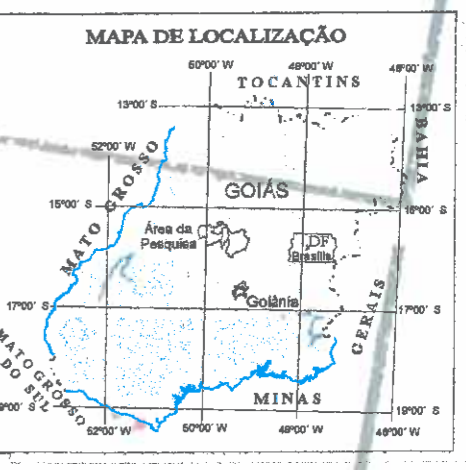 MAPA DE LOCALIZAÇÃO
50°00' W 48°00' W 46°00' W
TOCANTINS
13°00' S 13°00' S
52°00' W
BAHIA
MATO GROSSO
GOIÁS
15°00' S 15°00' S
Área da
Pesquisa
DF
Brasília
Goiânia
17°00' S 17°00' S
GERAIS
MATO GROSSO
DO SUL
MINAS
19°00' S 19°00' S
52°00' W 50°00' W 48°00' W 46°00' W